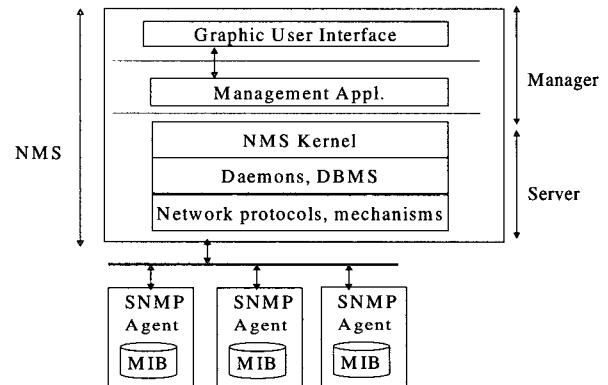 Graphic User Interface
Management Appl.
Manager
NMS
NMS Kernel
Daemons, DBMS
Server
Network protocols, mechanisms
SNMP
Agent
MIB
SNMP
Agent
MIB
SNMP
Agent
MIB